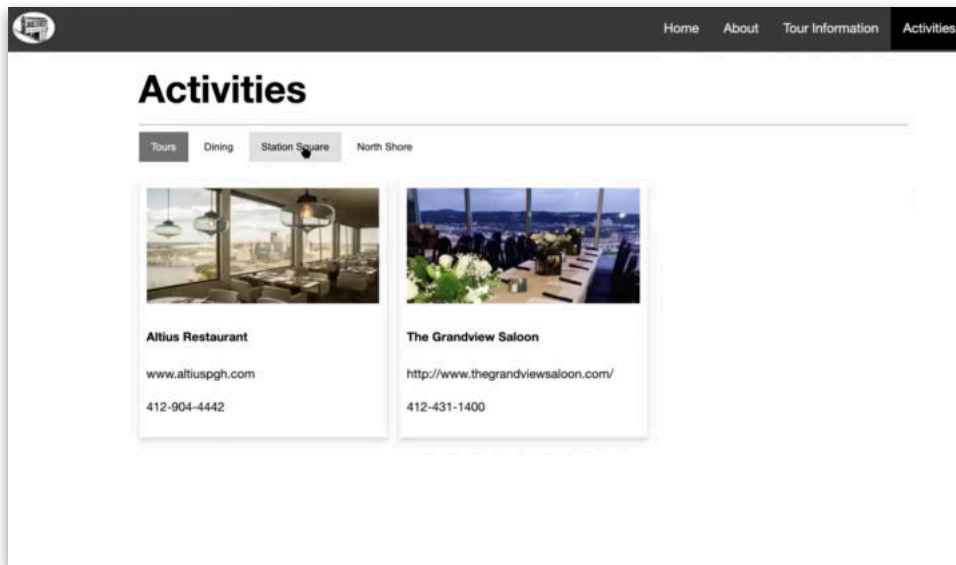 Home About Tour Information Activities
Activities
Tours Dining Station Square North Shore
Altius Restaurant
www.altiuspgh.com
412-904-4442
The Grandview Saloon
http://www.thegrandviewsaloon.com/
412-431-1400